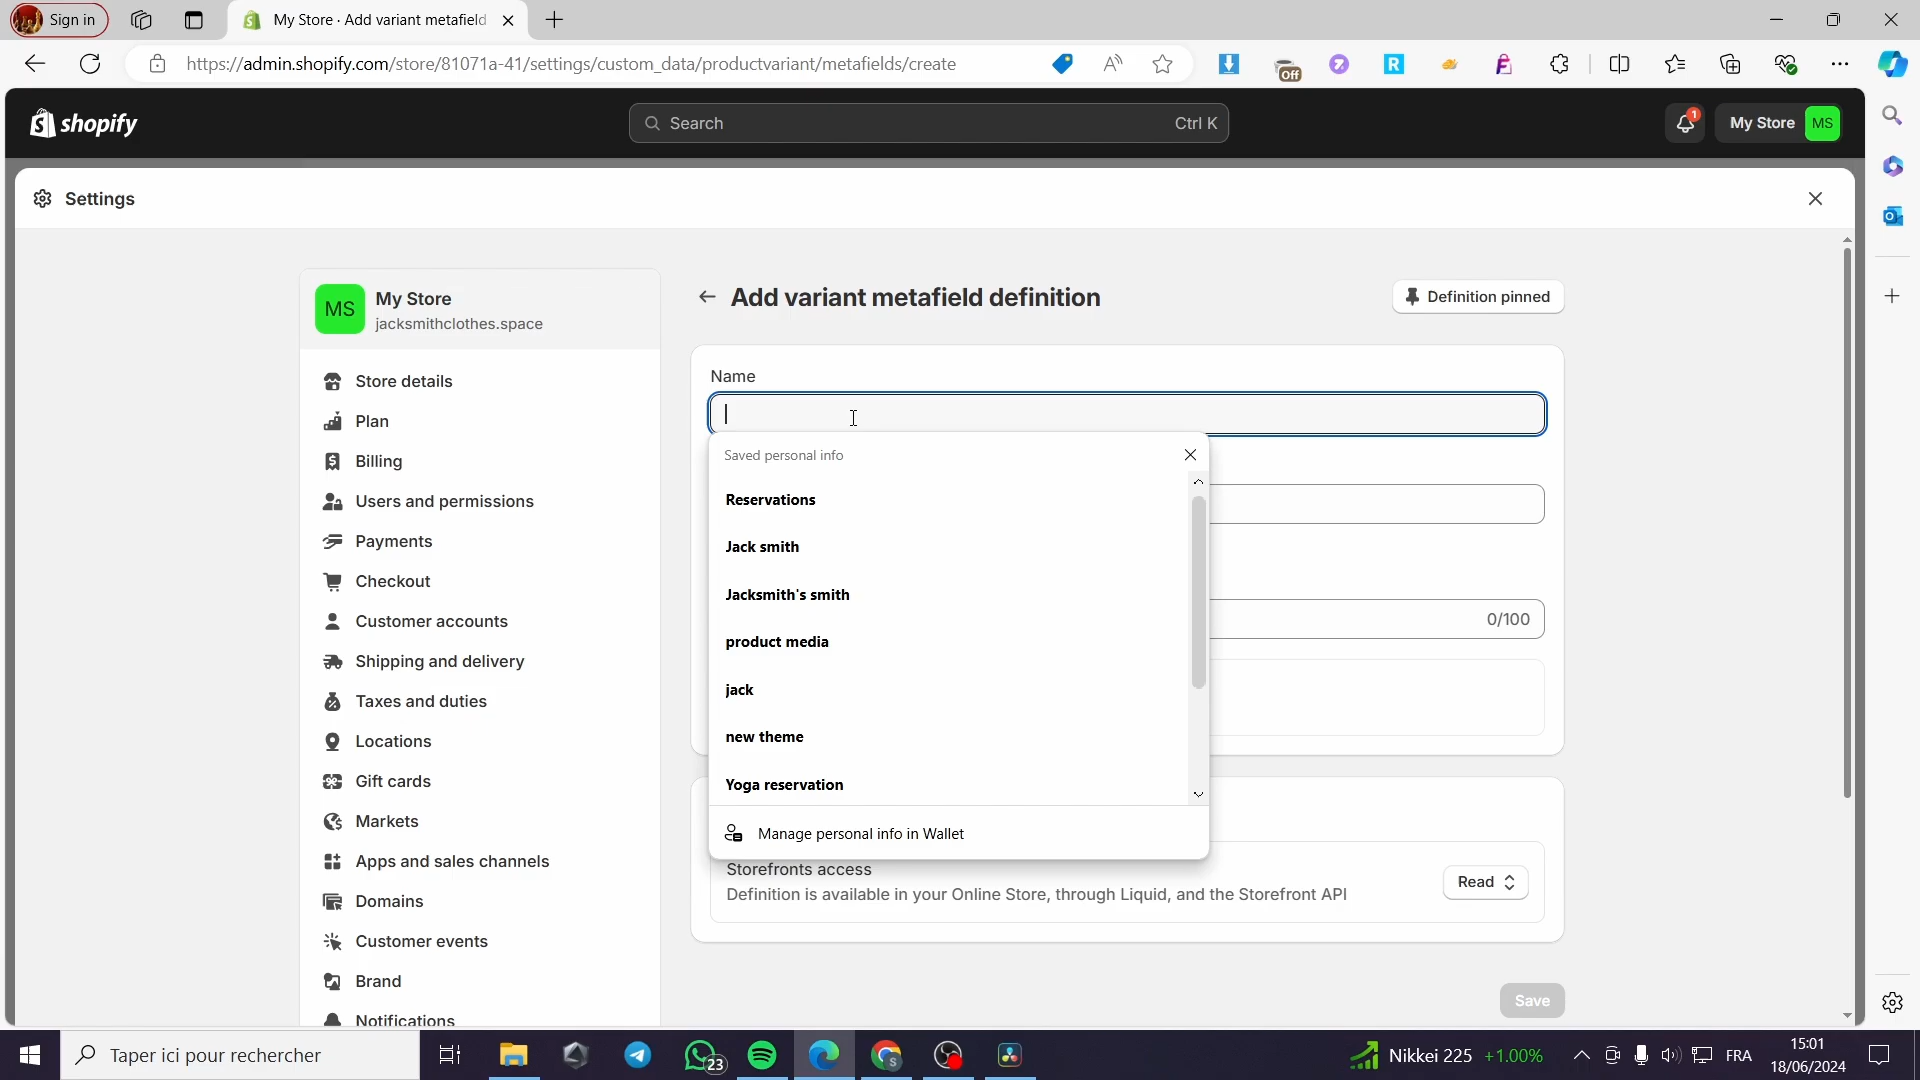 Sign in
My Store · Add variant metafield
https://admin.shopify.com/store/81071a-41/settings/custom_data/productvariant/metafields/create
Off
shopify
Search
Ctrl K
1
My Store
MS
Settings
MS
My Store
jacksmithclothes.space
Store details
Plan
Billing
Users and permissions
Payments
Checkout
Customer accounts
Shipping and delivery
Taxes and duties
Locations
Gift cards
Markets
Apps and sales channels
Domains
Customer events
Brand
Notifications
Add variant metafield definition
Definition pinned
Name
Saved personal info
Reservations
Jack smith
Jacksmith's smith
product media
jack
new theme
Yoga reservation
Manage personal info in Wallet
0/100
Storefronts access
Definition is available in your Online Store, through Liquid, and the Storefront API
Read
Save
Taper ici pour rechercher
23
Nikkei 225 +1.00%
FRA
15:01
18/06/2024